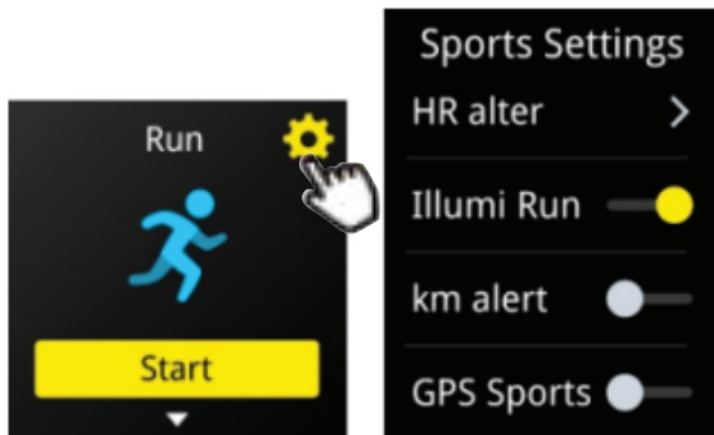 Run
Start
Sports Settings
HR alter
Illumi Run
km alert
GPS Sports